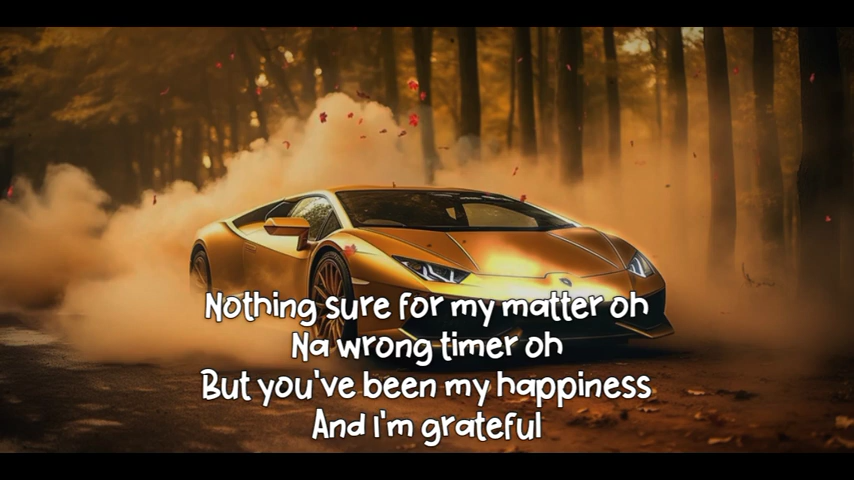 Nothing sure for my matter oh
Na wrong timer oh
But you've been my happiness
And I'm grateful